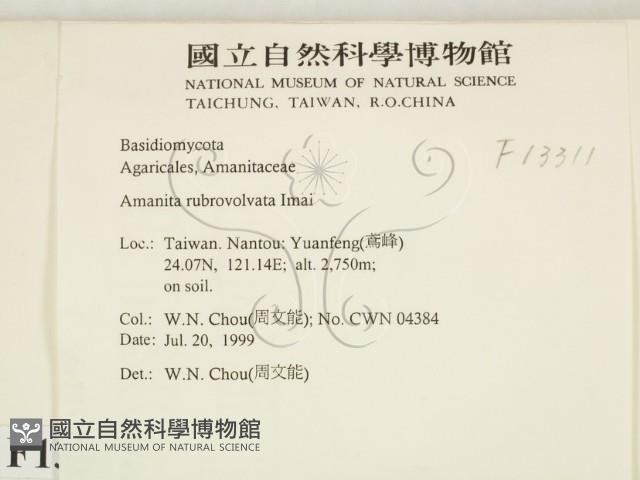 國立自然科學博物館
NATIONAL MUSEUM OF NATURAL SCIENCE
TAICHUNG, TAIWAN, R.O.CHINA
F13311
Basidiomycota
Agaricales, Amanitaceae
Amanita rubrovolvata Imai
Loc.: Taiwan. Nantou: Yuanfeng(鳶峰)
24.07N, 121.14E; alt. 2,750m;
on soil.
Col.: W.N. Chou(周文能); No. CWN 04384
Date: Jul. 20, 1999
Det.: W.N. Chou(周文能)
國立自然科學博物館
NATIONAL MUSEUM OF NATURAL SCIENCE